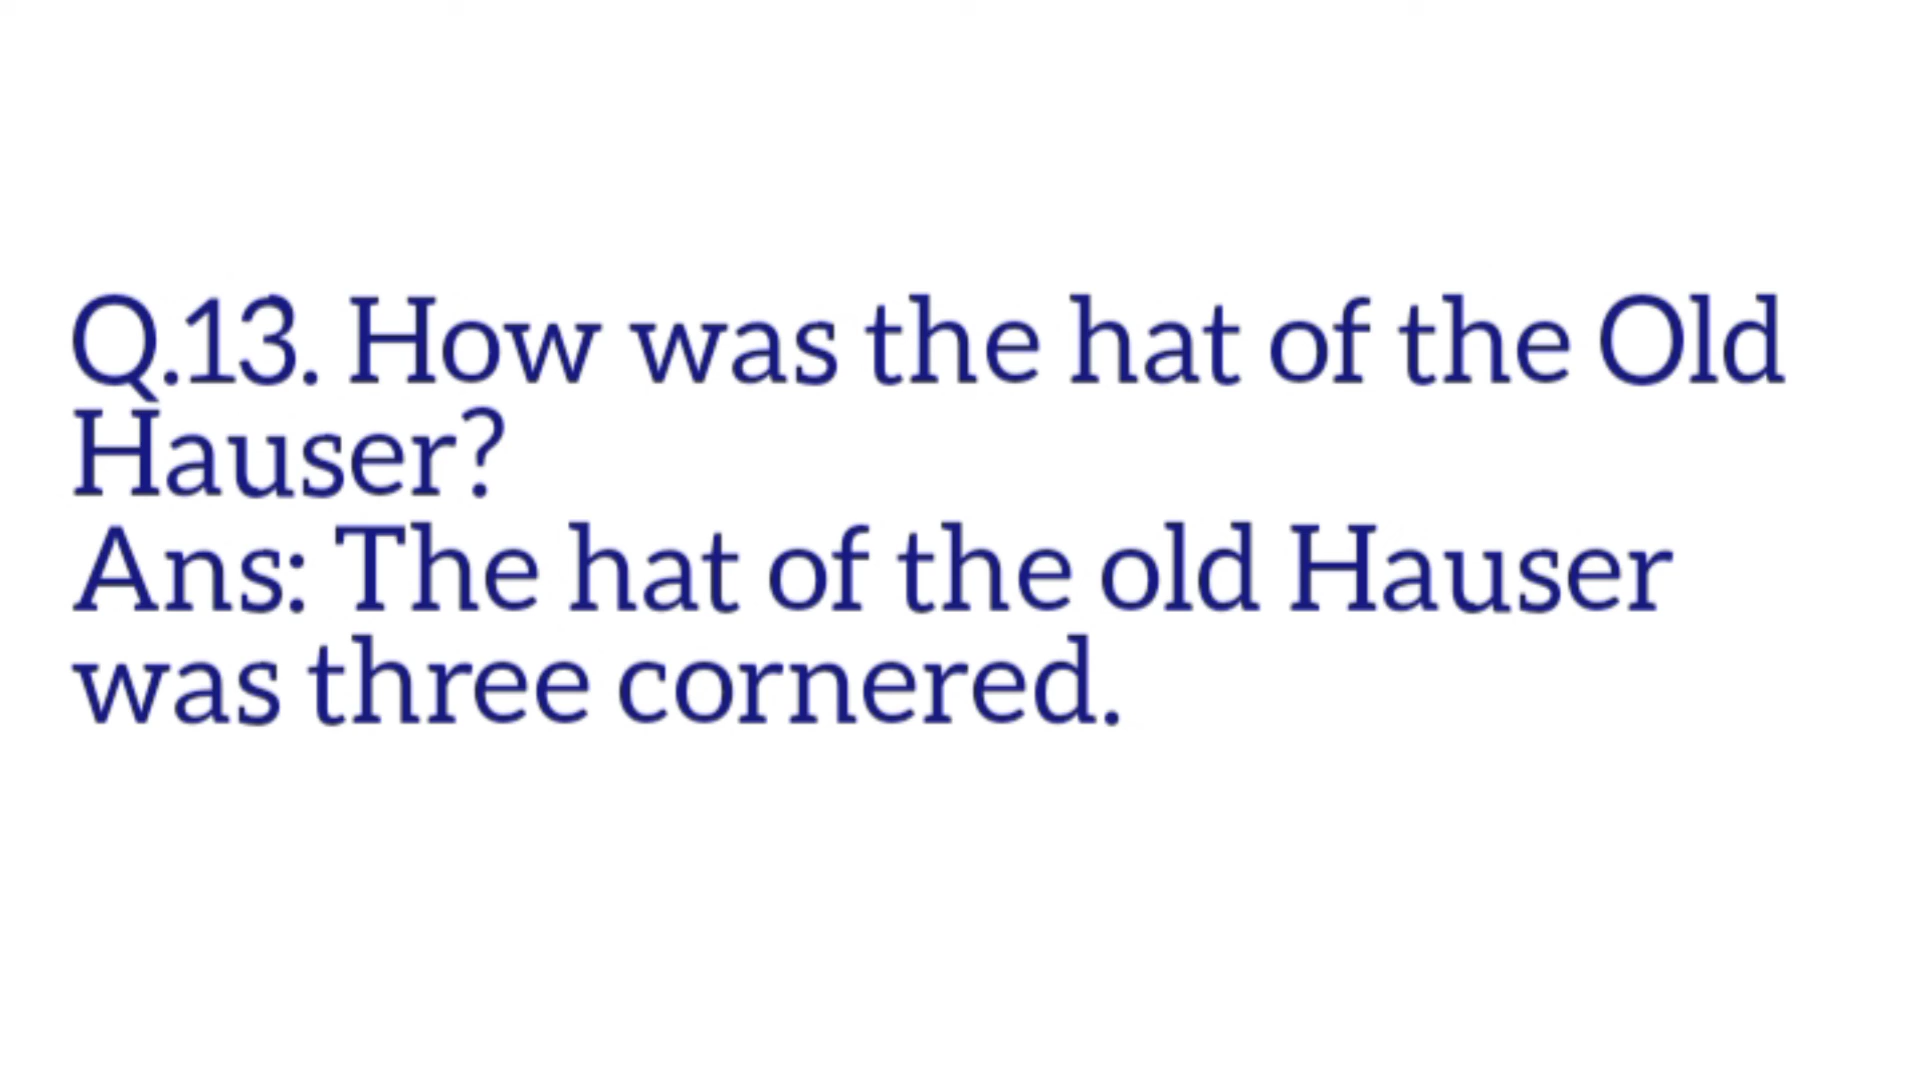 Q.13. How was the hat of the Old
Hauser?
Ans: The hat of the old Hauser
was three cornered.